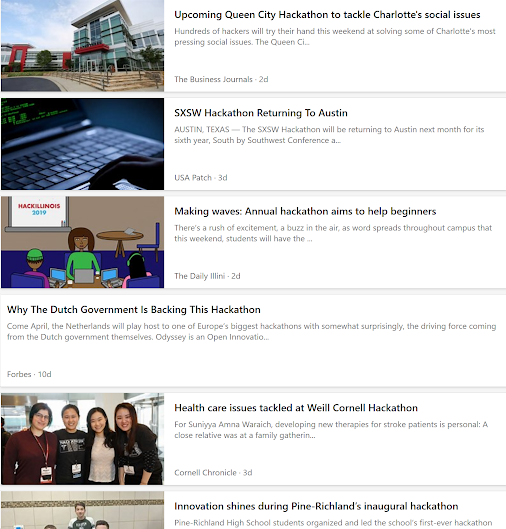 Upcoming Queen City Hackathon to tackle Charlotte's social issues
Hundreds of hackers will try their hand this weekend at solving some of Charlotte's most
pressing social issues. The Queen Ci...
The Business Journals · 2d
SXSW Hackathon Returning To Austin
AUSTIN, TEXAS — The SXSW Hackathon will be returning to Austin next month for its
sixth year, South by Southwest Conference a...
USA Patch · 3d
HACKILLINOIS
2019
Making waves: Annual hackathon aims to help beginners
There's a rush of excitement, a buzz in the air, as word spreads throughout campus that
this weekend, students will have the ...
The Daily Illini · 2d
Why The Dutch Government Is Backing This Hackathon
Come April, the Netherlands will play host to one of Europe's biggest hackathons with somewhat surprisingly, the driving force coming
from the Dutch government themselves. Odyssey is an Open Innovatio...
Forbes · 10d
Health care issues tackled at Weill Cornell Hackathon
For Suniyya Amna Waraich, developing new therapies for stroke patients is personal: A
close relative was at a family gatherin...
Cornell Chronicle · 3d
Innovation shines during Pine-Richland's inaugural hackathon
Pine-Richland High School students organized and led the school's first-ever hackathon